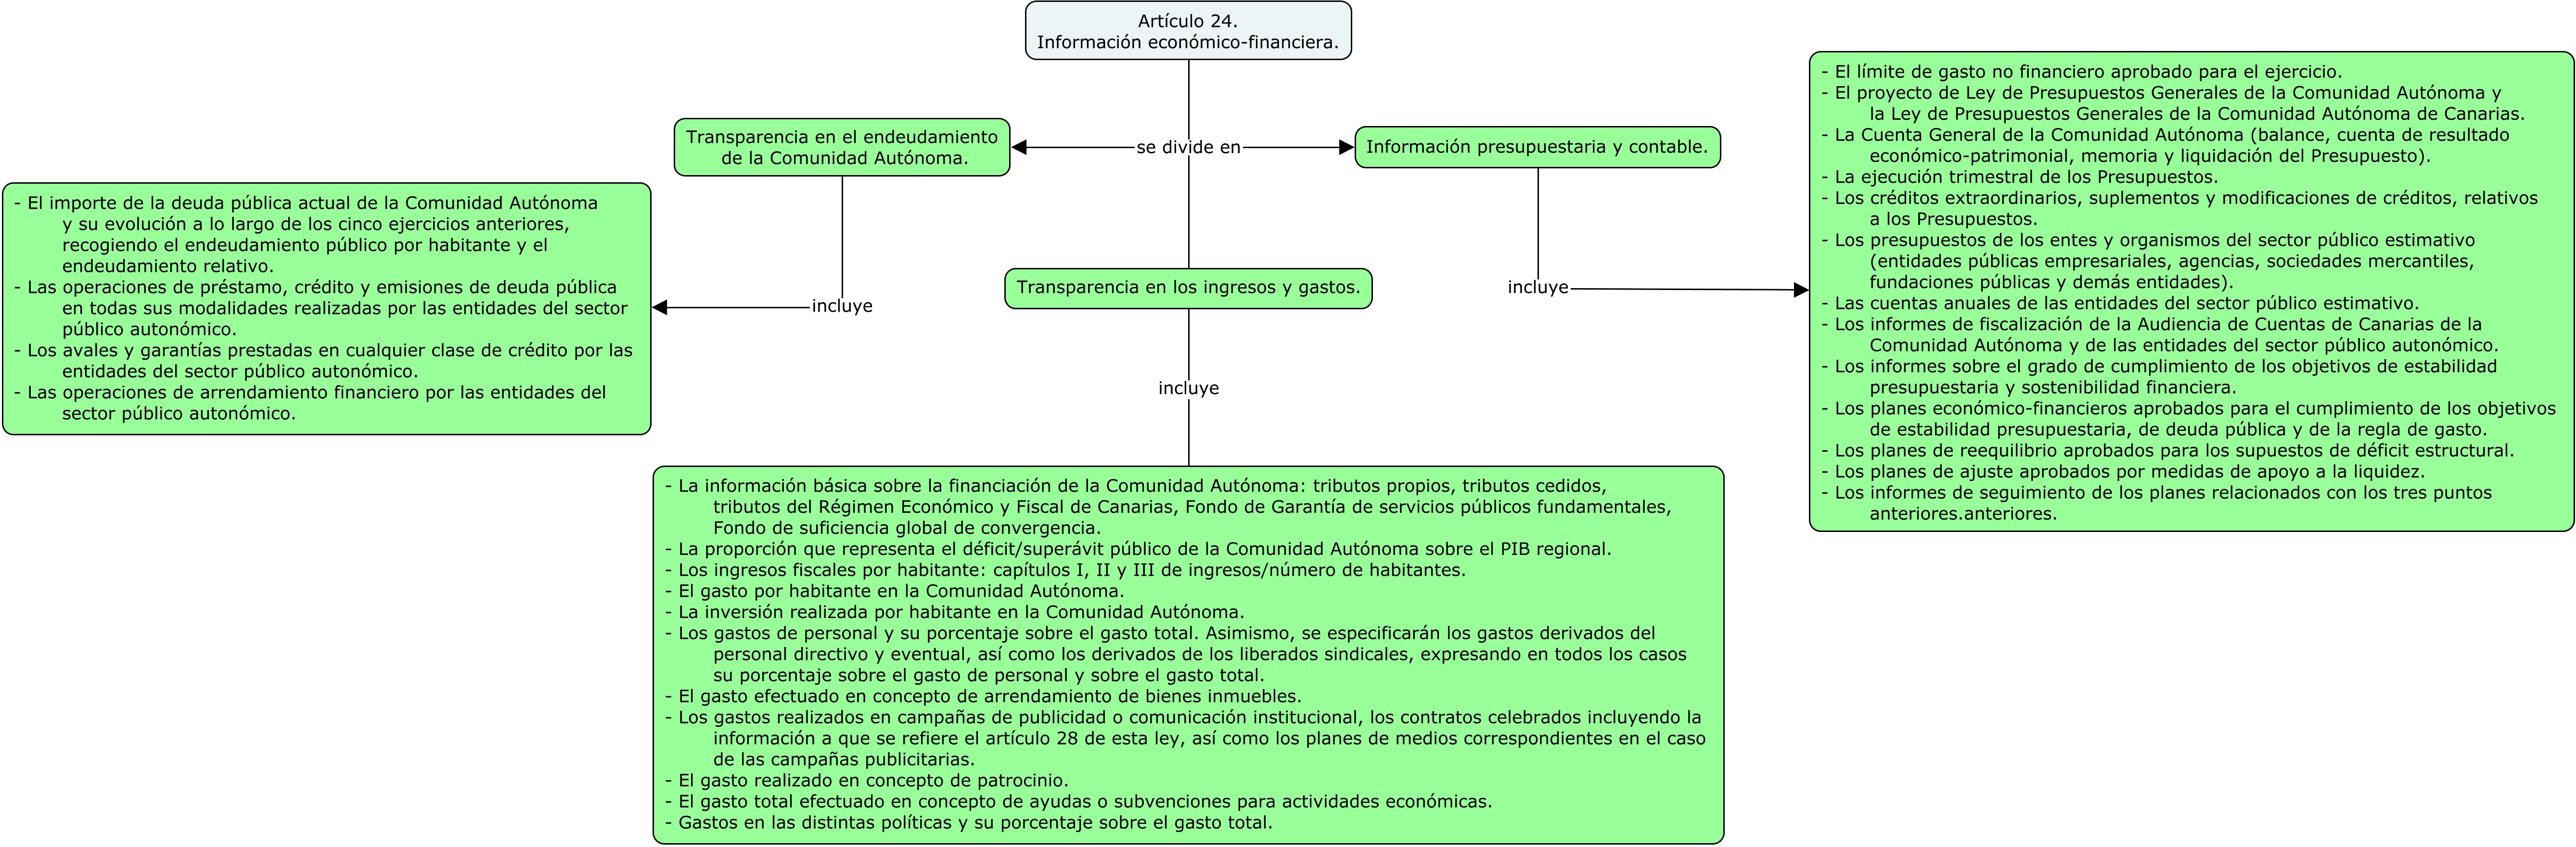 Artículo 24.
Información económico-financiera.
se divide en
Transparencia en el endeudamiento
de la Comunidad Autónoma.
incluye
- El importe de la deuda pública actual de la Comunidad Autónoma
y su evolución a lo largo de los cinco ejercicios anteriores,
recogiendo el endeudamiento público por habitante y el
endeudamiento relativo.
- Las operaciones de préstamo, crédito y emisiones de deuda pública
en todas sus modalidades realizadas por las entidades del sector
público autonómico.
- Los avales y garantías prestadas en cualquier clase de crédito por las
entidades del sector público autonómico.
- Las operaciones de arrendamiento financiero por las entidades del
sector público autonómico.
Transparencia en los ingresos y gastos.
incluye
- La información básica sobre la financiación de la Comunidad Autónoma: tributos propios, tributos cedidos,
tributos del Régimen Económico y Fiscal de Canarias, Fondo de Garantía de servicios públicos fundamentales,
Fondo de suficiencia global de convergencia.
- La proporción que representa el déficit/superávit público de la Comunidad Autónoma sobre el PIB regional.
- Los ingresos fiscales por habitante: capítulos I, II y III de ingresos/número de habitantes.
- El gasto por habitante en la Comunidad Autónoma.
- La inversión realizada por habitante en la Comunidad Autónoma.
- Los gastos de personal y su porcentaje sobre el gasto total. Asimismo, se especificarán los gastos derivados del
personal directivo y eventual, así como los derivados de los liberados sindicales, expresando en todos los casos
su porcentaje sobre el gasto de personal y sobre el gasto total.
- El gasto efectuado en concepto de arrendamiento de bienes inmuebles.
- Los gastos realizados en campañas de publicidad o comunicación institucional, los contratos celebrados incluyendo la
información a que se refiere el artículo 28 de esta ley, así como los planes de medios correspondientes en el caso
de las campañas publicitarias.
- El gasto realizado en concepto de patrocinio.
- El gasto total efectuado en concepto de ayudas o subvenciones para actividades económicas.
- Gastos en las distintas políticas y su porcentaje sobre el gasto total.
Información presupuestaria y contable.
incluye
- El límite de gasto no financiero aprobado para el ejercicio.
- El proyecto de Ley de Presupuestos Generales de la Comunidad Autónoma y
la Ley de Presupuestos Generales de la Comunidad Autónoma de Canarias.
- La Cuenta General de la Comunidad Autónoma (balance, cuenta de resultado
económico-patrimonial, memoria y liquidación del Presupuesto).
- La ejecución trimestral de los Presupuestos.
- Los créditos extraordinarios, suplementos y modificaciones de créditos, relativos
a los Presupuestos.
- Los presupuestos de los entes y organismos del sector público estimativo
(entidades públicas empresariales, agencias, sociedades mercantiles,
fundaciones públicas y demás entidades).
- Las cuentas anuales de las entidades del sector público estimativo.
- Los informes de fiscalización de la Audiencia de Cuentas de Canarias de la
Comunidad Autónoma y de las entidades del sector público autonómico.
- Los informes sobre el grado de cumplimiento de los objetivos de estabilidad
presupuestaria y sostenibilidad financiera.
- Los planes económico-financieros aprobados para el cumplimiento de los objetivos
de estabilidad presupuestaria, de deuda pública y de la regla de gasto.
- Los planes de reequilibrio aprobados para los supuestos de déficit estructural.
- Los planes de ajuste aprobados por medidas de apoyo a la liquidez.
- Los informes de seguimiento de los planes relacionados con los tres puntos
anteriores.anteriores.